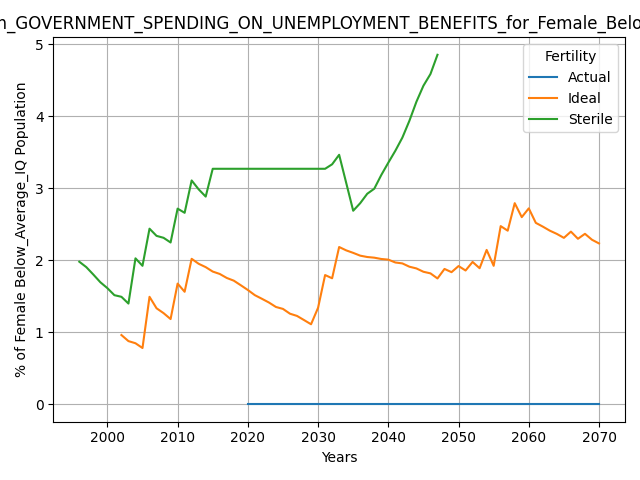 n_GOVERNMENT_SPENDING_ON_UNEMPLOYMENT_BENEFITS_for_Female_Belo
% of Female Below_Average_IQ Population
5
4
3
2
1
0
Fertility
Actual
Ideal
Sterile
2000 2010 2020 2030 2040 2050 2060 2070
Years